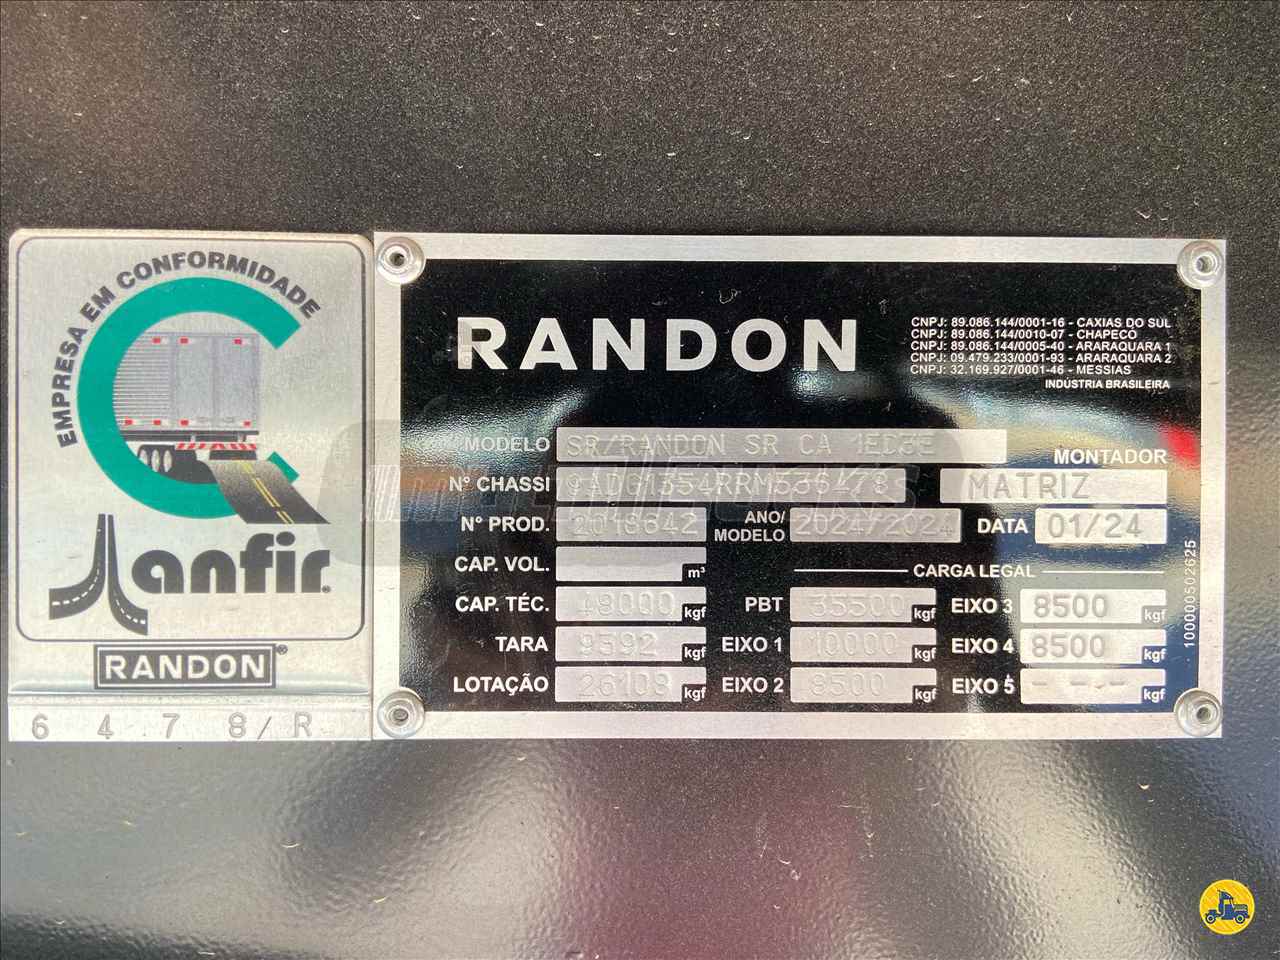 EMPRESA EM CONFORMIDADE
anfir®
RANDON®
6 4 7 8/R
RANDON
CNPJ: 89.086.144/0001-16 - CAXIAS DO SUL
CNPJ: 89.086.144/0010-07 - CHAPECÓ
CNPJ: 89.086.144/0005-40 - ARARAQUARA 1
CNPJ: 09.479.233/0001-93 - ARARAQUARA 2
CNPJ: 32.169.927/0001-46 - MESSIAS
INDÚSTRIA BRASILEIRA
MODELO SR/RANDON SR CA
MONTADOR
Nº CHASSI 9ADG1354RRM536478 MATRIZ
Nº PROD. 2018642 ANO/MODELO 2024/2024 DATA 01/24
CAP. VOL. m³ CARGA LEGAL
CAP. TÉC. 48000 kgf PBT 35500 kgf EIXO 3 8500 kgf
TARA 9392 kgf EIXO 1 10000 kgf EIXO 4 8500 kgf
LOTAÇÃO 26108 kgf EIXO 2 8500 kgf EIXO 5 - - - kgf
100000502625